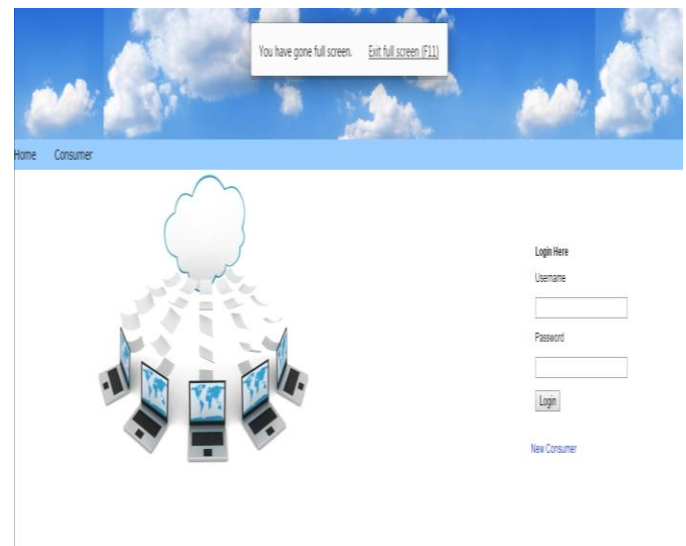 You have gone full screen. Exit full screen (F11)
Home Consumer
Login Here
Username
Password
Login
New Consumer